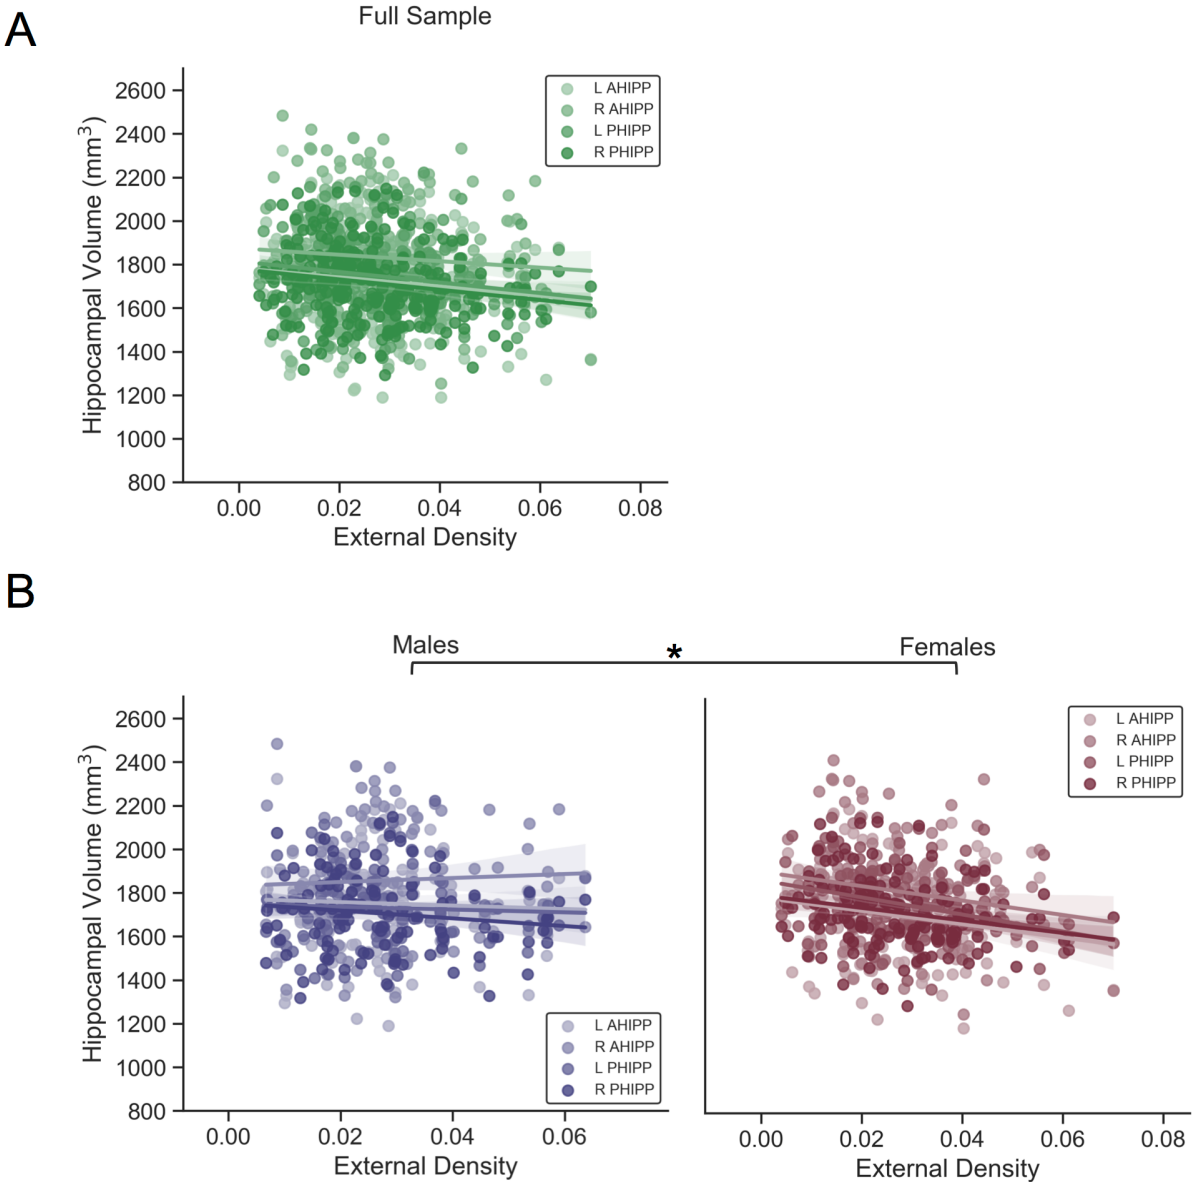 A
Full Sample
2600
2400
2200
2000
1800
1600
1400
1200
1000
800
Hippocampal Volume (mm³)
L AHIPP
R AHIPP
L PHIPP
R PHIPP
0.00 0.02 0.04 0.06 0.08
External Density
B
Males * Females
2600
2400
2200
2000
1800
1600
1400
1200
1000
800
Hippocampal Volume (mm³)
L AHIPP
R AHIPP
L PHIPP
R PHIPP
0.00 0.02 0.04 0.06
External Density
L AHIPP
R AHIPP
L PHIPP
R PHIPP
0.00 0.02 0.04 0.06 0.08
External Density